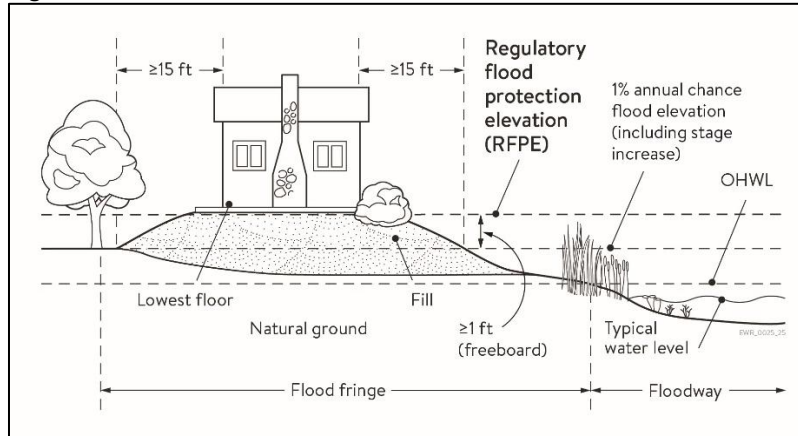 ≥15 ft
≥15 ft
Regulatory
flood
protection
elevation
(RFPE)
1% annual chance
flood elevation
(including stage
increase)
OHWL
Lowest floor
Fill
Natural ground
≥1 ft
(freeboard)
Typical
water level
EWR_0025_25
Flood fringe
Floodway